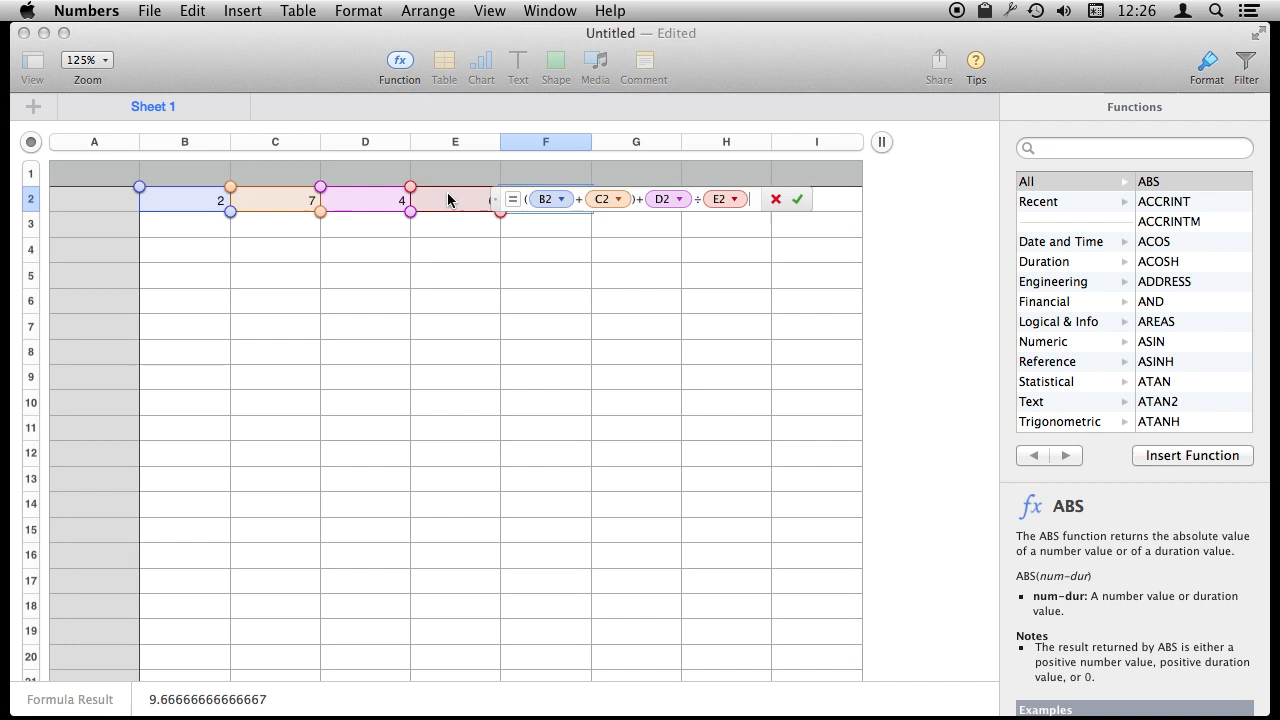 Numbers File Edit Insert Table Format Arrange View Window Help 12:26
Untitled — Edited
125%
View Zoom Function Table Chart Text Shape Media Comment Share Tips Format Filter
Sheet 1
Functions
A B C D E F G H I
1
2 2 7 4 = (B2 + C2)+ D2 ÷ E2
3
4
5
6
7
8
9
10
11
12
13
14
15
16
17
18
19
20
All ABS
Recent ACCRINT
ACCRINTM
Date and Time ACOS
Duration ACOSH
Engineering ADDRESS
Financial AND
Logical & Info AREAS
Numeric ASIN
Reference ASINH
Statistical ATAN
Text ATAN2
Trigonometric ATANH
Insert Function
fx ABS
The ABS function returns the absolute value
of a number value or of a duration value.
ABS(num-dur)
▪ num-dur: A number value or duration
value.
Notes
▪ The result returned by ABS is either a
positive number value, positive duration
value, or 0.
Examples
Formula Result 9.66666666666667